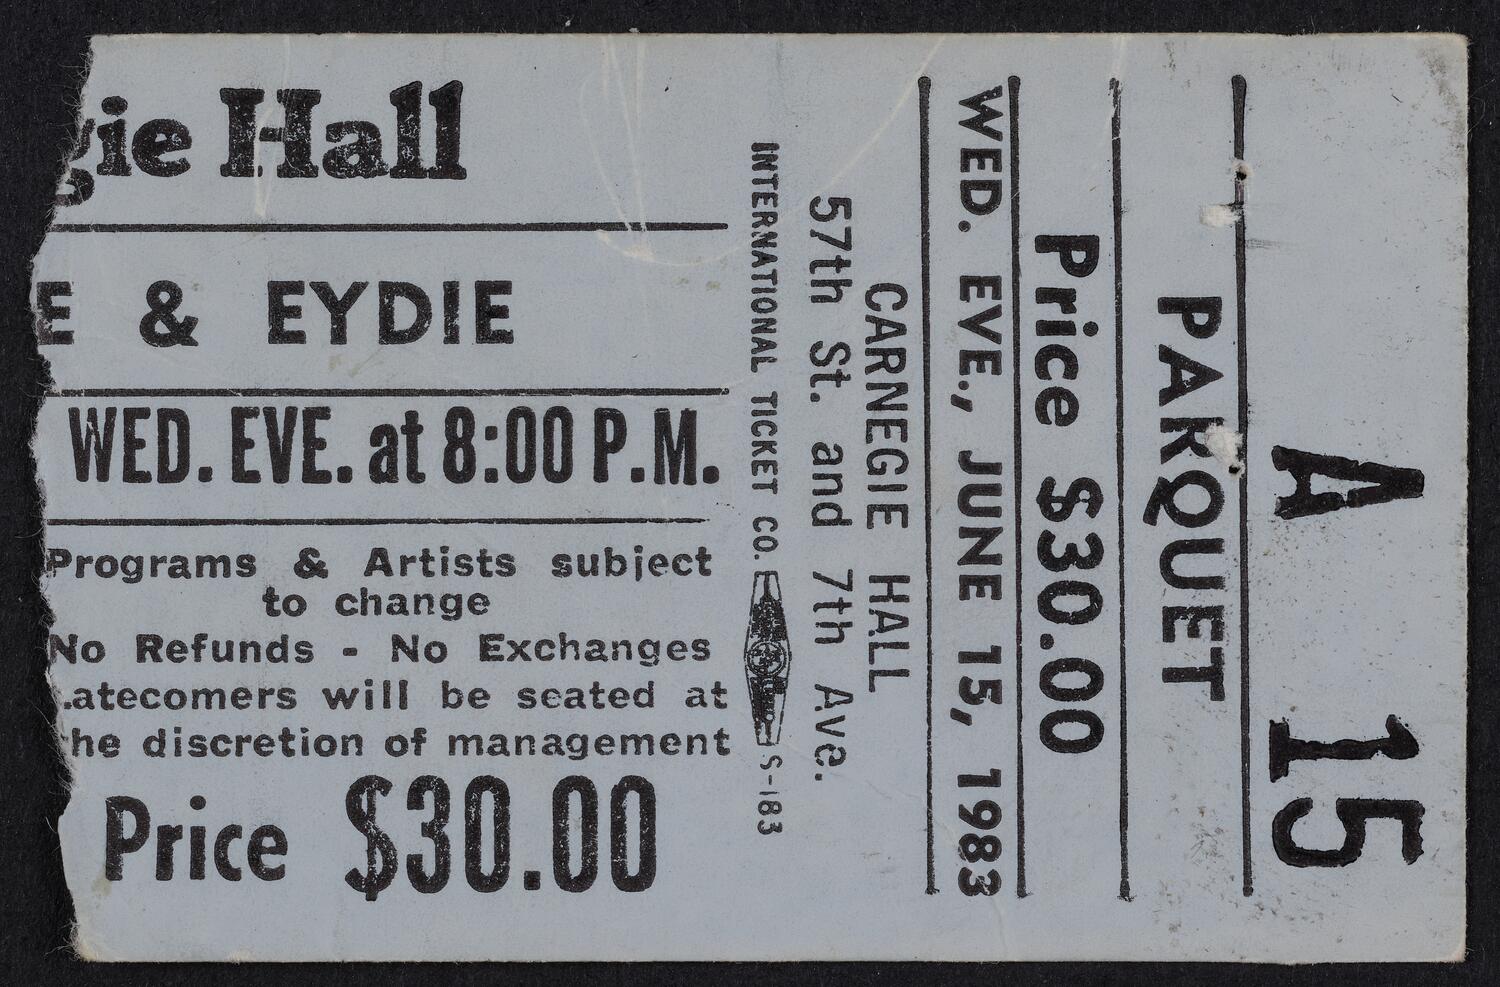 gie Hall
E & EYDIE
WED. EVE. at 8:00 P.M.
Programs & Artists subject
to change
No Refunds - No Exchanges
atecomers will be seated at
he discretion of management
Price $30.00
INTERNATIONAL TICKET CO. S-183
57th St. and 7th Ave.
CARNEGIE HALL
WED. EVE., JUNE 15, 1983
Price $30.00
PARQUET
A 15